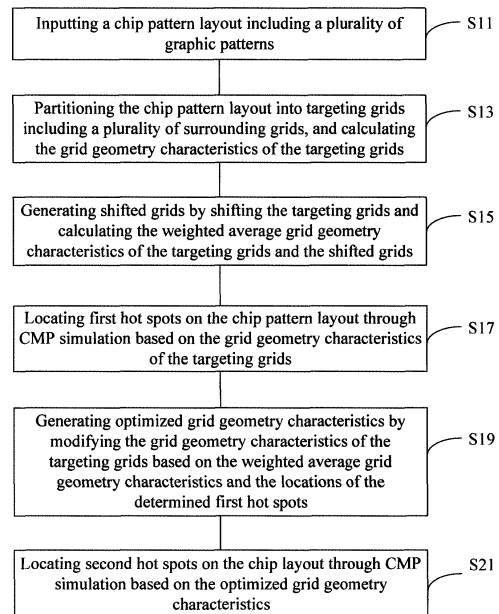 Inputting a chip pattern layout including a plurality of
graphic patterns
S11
Partitioning the chip pattern layout into targeting grids
including a plurality of surrounding grids, and calculating
the grid geometry characteristics of the targeting grids
S13
Generating shifted grids by shifting the targeting grids and
calculating the weighted average grid geometry
characteristics of the targeting grids and the shifted grids
S15
Locating first hot spots on the chip pattern layout through
CMP simulation based on the grid geometry characteristics
of the targeting grids
S17
Generating optimized grid geometry characteristics by
modifying the grid geometry characteristics of the
targeting grids based on the weighted average grid
geometry characteristics and the locations of the
determined first hot spots
S19
Locating second hot spots on the chip layout through CMP
simulation based on the optimized grid geometry
characteristics
S21